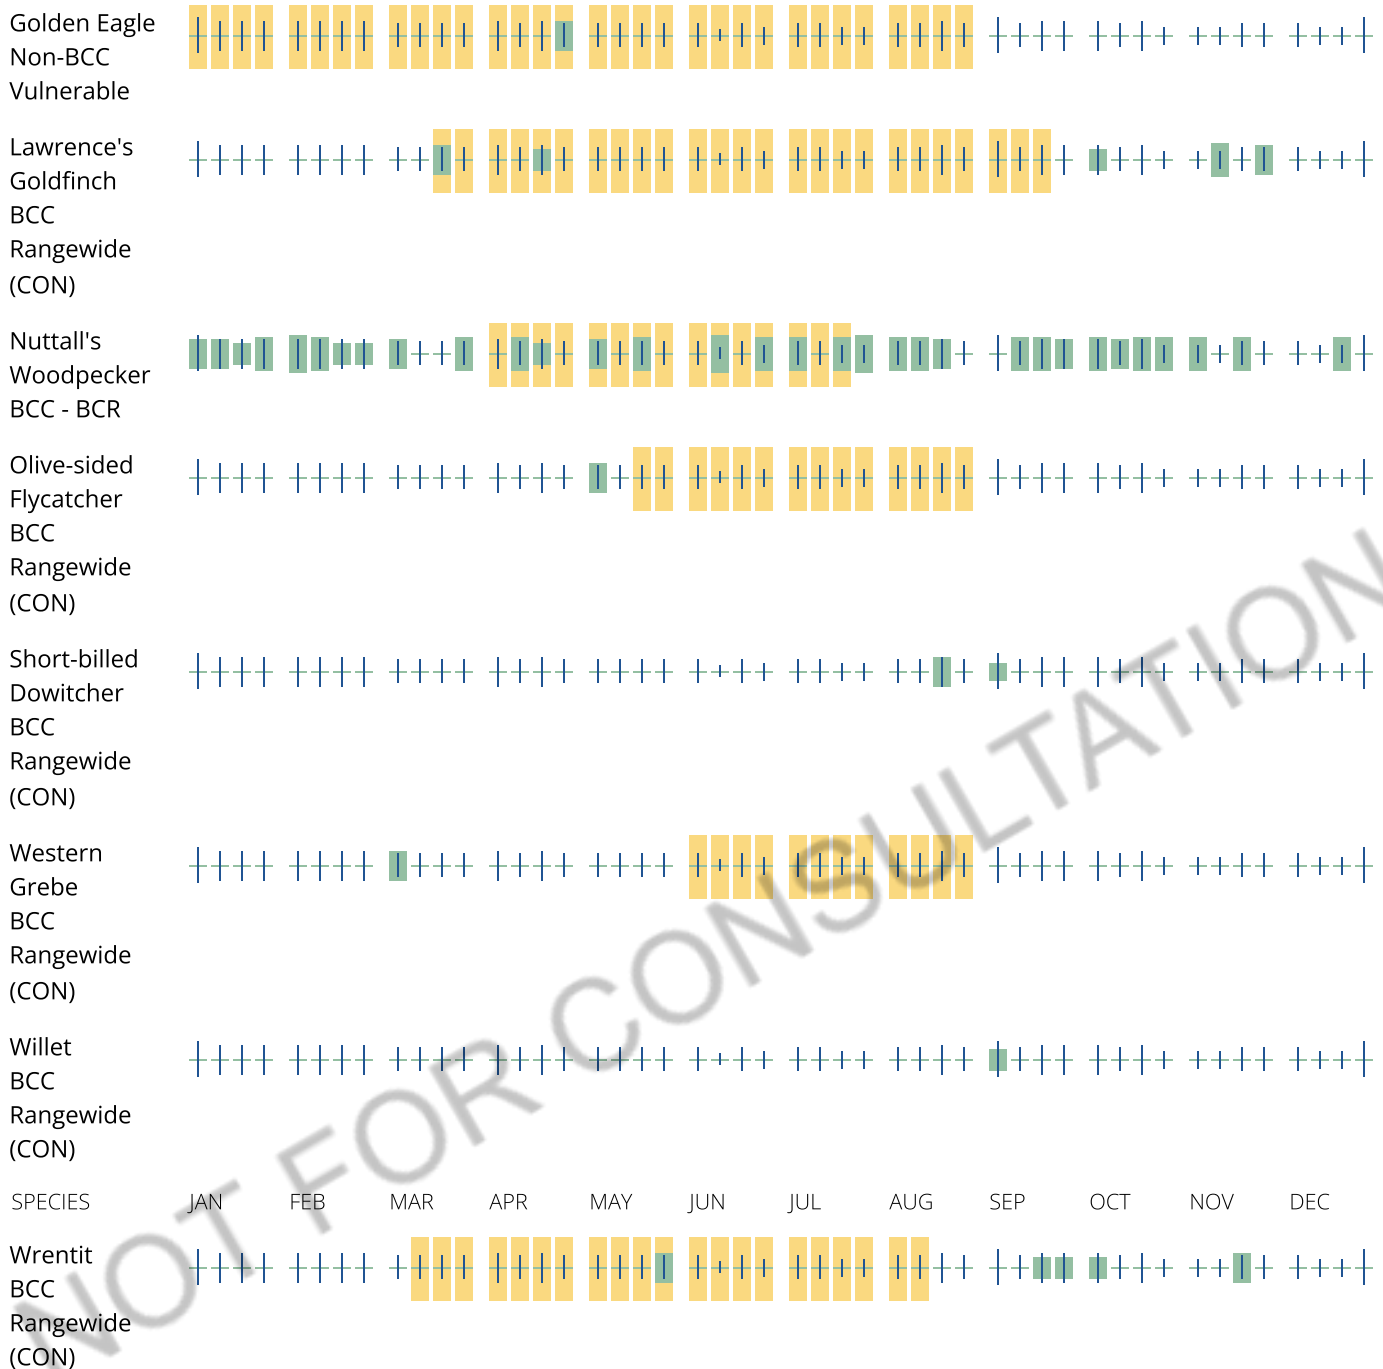 Golden Eagle
Non-BCC
Vulnerable
Lawrence's
Goldfinch
BCC
Rangewide
(CON)
Nuttall's
Woodpecker
BCC - BCR
Olive-sided
Flycatcher
BCC
Rangewide
(CON)
Short-billed
Dowitcher
BCC
Rangewide
(CON)
Western
Grebe
BCC
Rangewide
(CON)
Willet
BCC
Rangewide
(CON)
SPECIES JAN FEB MAR APR MAY JUN JUL AUG SEP OCT NOV DEC
Wrentit
BCC
Rangewide
(CON)
NOT FOR CONSULTATION